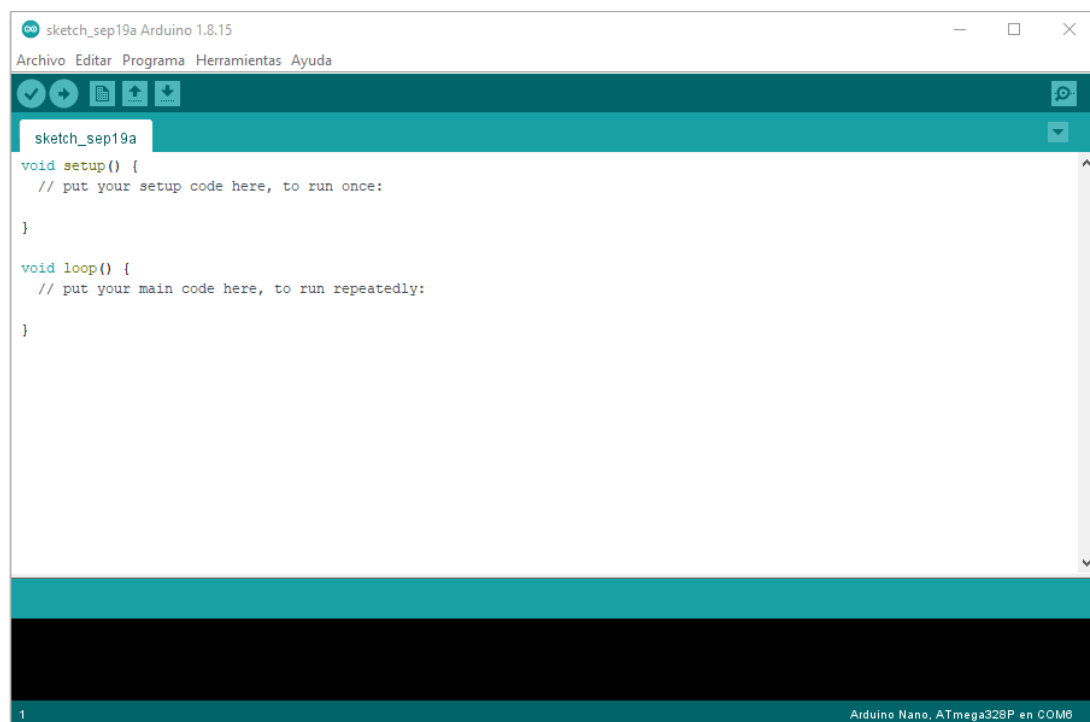 sketch_sep19a Arduino 1.8.15
Archivo Editar Programa Herramientas Ayuda
sketch_sep19a
void setup() {
  // put your setup code here, to run once:
}
void loop() {
  // put your main code here, to run repeatedly:
}
1 Arduino Nano, ATmega328P en COM6